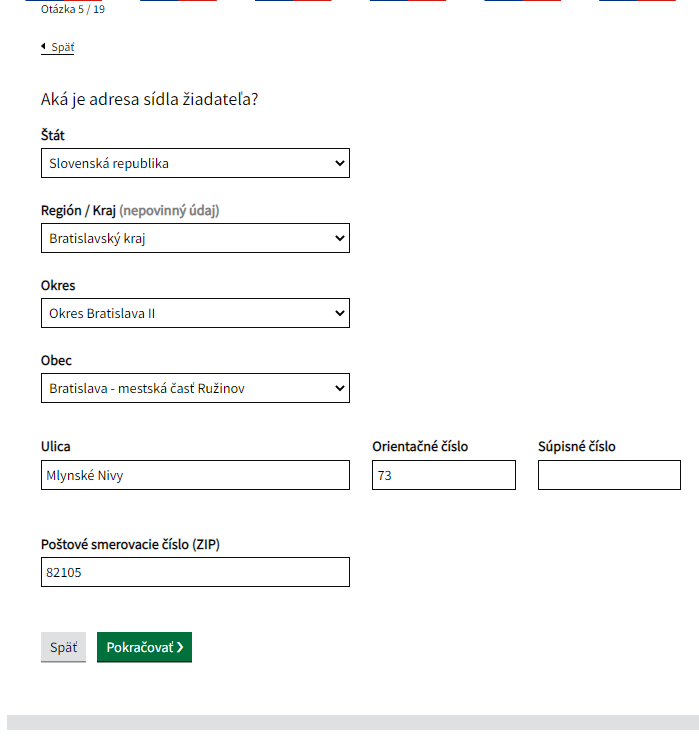 Otázka 5 / 19
Späť
Aká je adresa sídla žiadateľa?
Štát
Slovenská republika
Región / Kraj (nepovinný údaj)
Bratislavský kraj
Okres
Okres Bratislava II
Obec
Bratislava - mestská časť Ružinov
Ulica Orientačné číslo Súpisné číslo
Mlynské Nivy 73
Poštové smerovacie číslo (ZIP)
82105
Späť Pokračovať